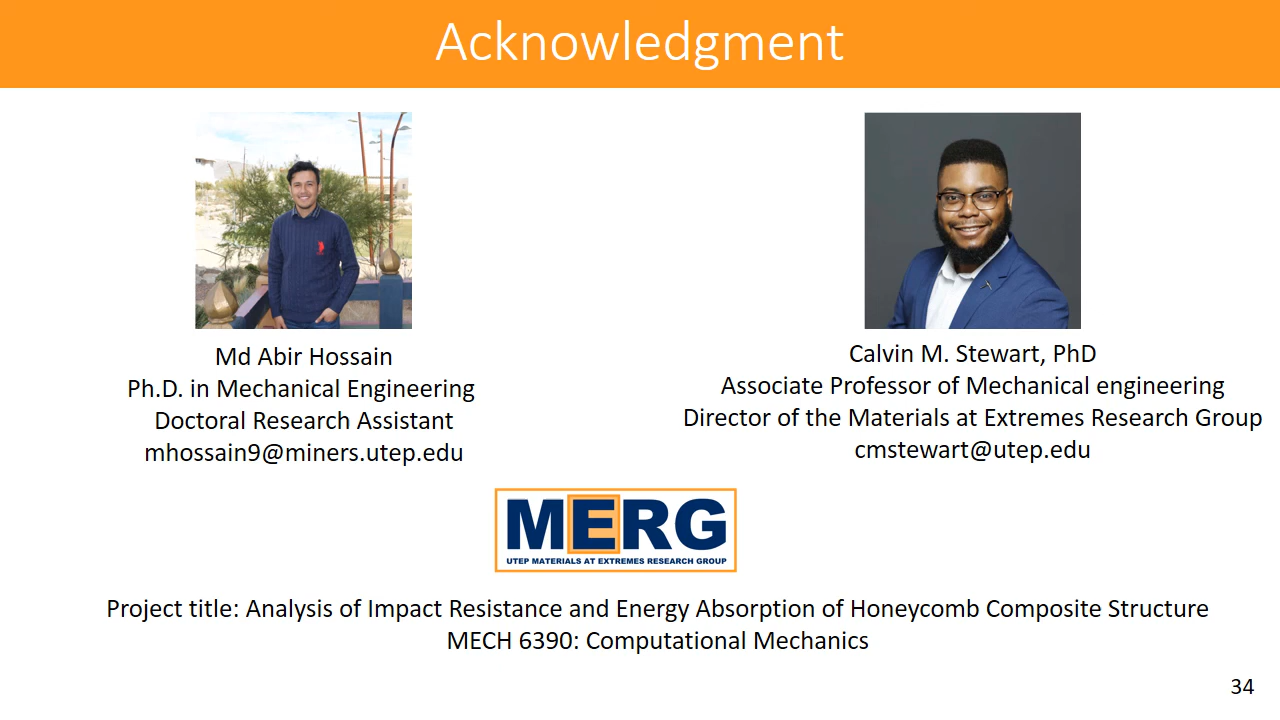 Acknowledgment
Md Abir Hossain
Ph.D. in Mechanical Engineering
Doctoral Research Assistant
mhossain9@miners.utep.edu
Calvin M. Stewart, PhD
Associate Professor of Mechanical engineering
Director of the Materials at Extremes Research Group
cmstewart@utep.edu
MERG
UTEP MATERIALS AT EXTREMES RESEARCH GROUP
Project title: Analysis of Impact Resistance and Energy Absorption of Honeycomb Composite Structure
MECH 6390: Computational Mechanics
34